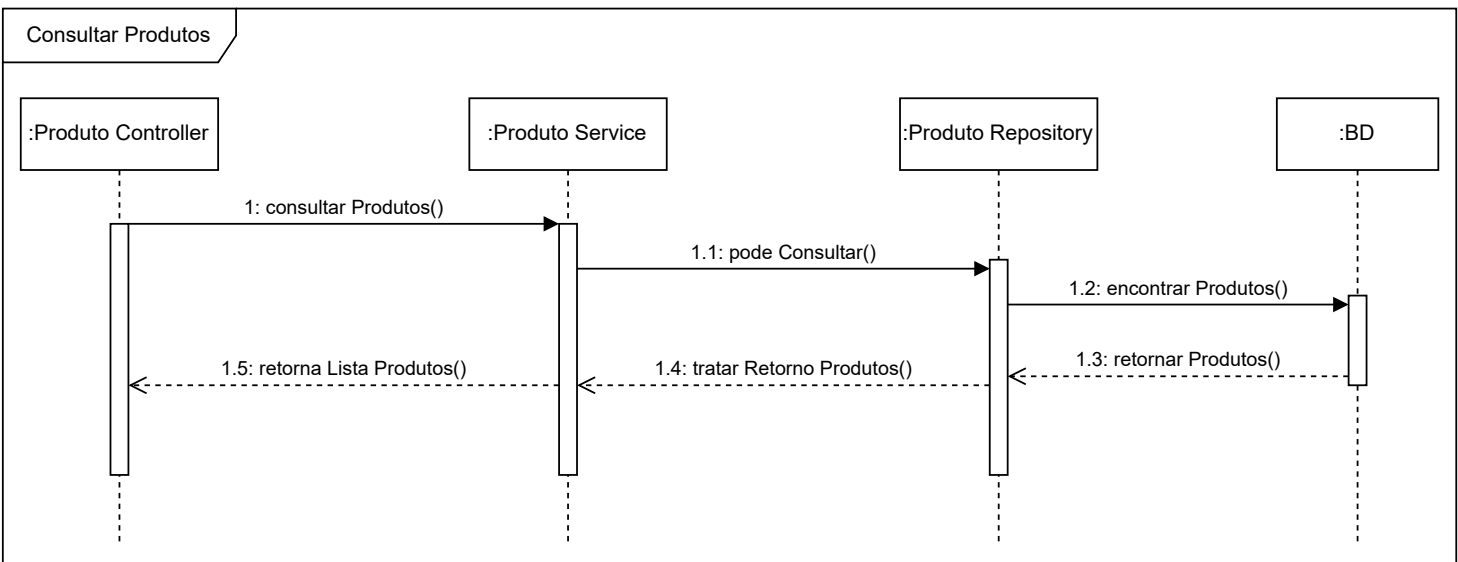 Consultar Produtos
:Produto Controller
:Produto Service
:Produto Repository
:BD
1: consultar Produtos()
1.1: pode Consultar()
1.2: encontrar Produtos()
1.3: retornar Produtos()
1.4: tratar Retorno Produtos()
1.5: retorna Lista Produtos()